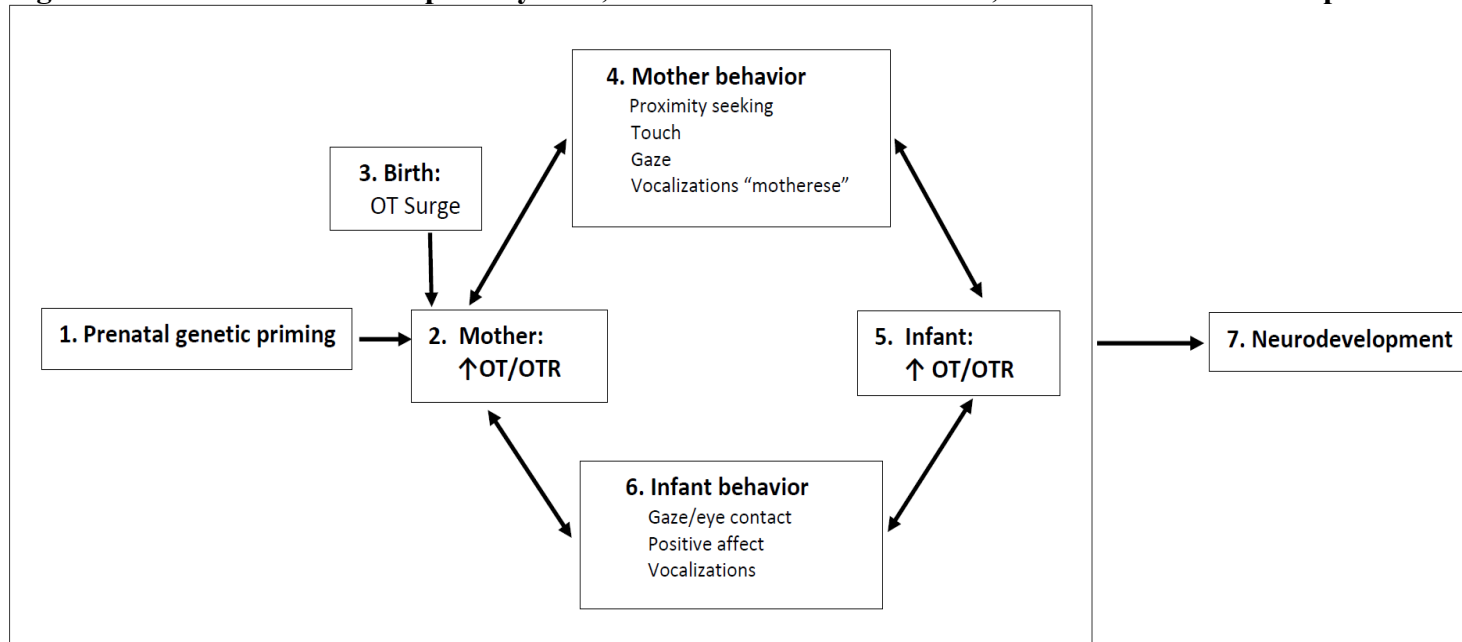 4. Mother behavior
Proximity seeking
Touch
Gaze
Vocalizations “motherese”
3. Birth:
OT Surge
1. Prenatal genetic priming
2. Mother:
↑OT/OTR
5. Infant:
↑ OT/OTR
7. Neurodevelopment
6. Infant behavior
Gaze/eye contact
Positive affect
Vocalizations